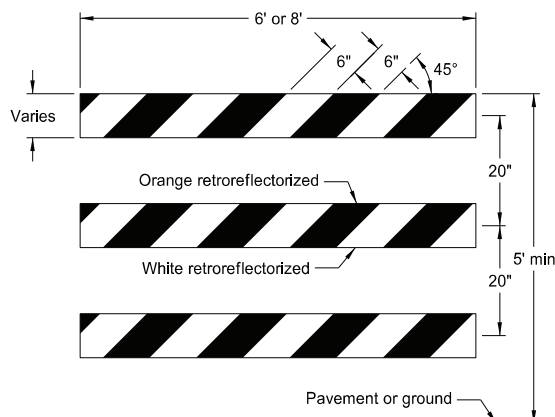 6' or 8'
6"
6"
45°
Varies
20"
Orange retroreflectorized
White retroreflectorized
5' min
20"
Pavement or ground